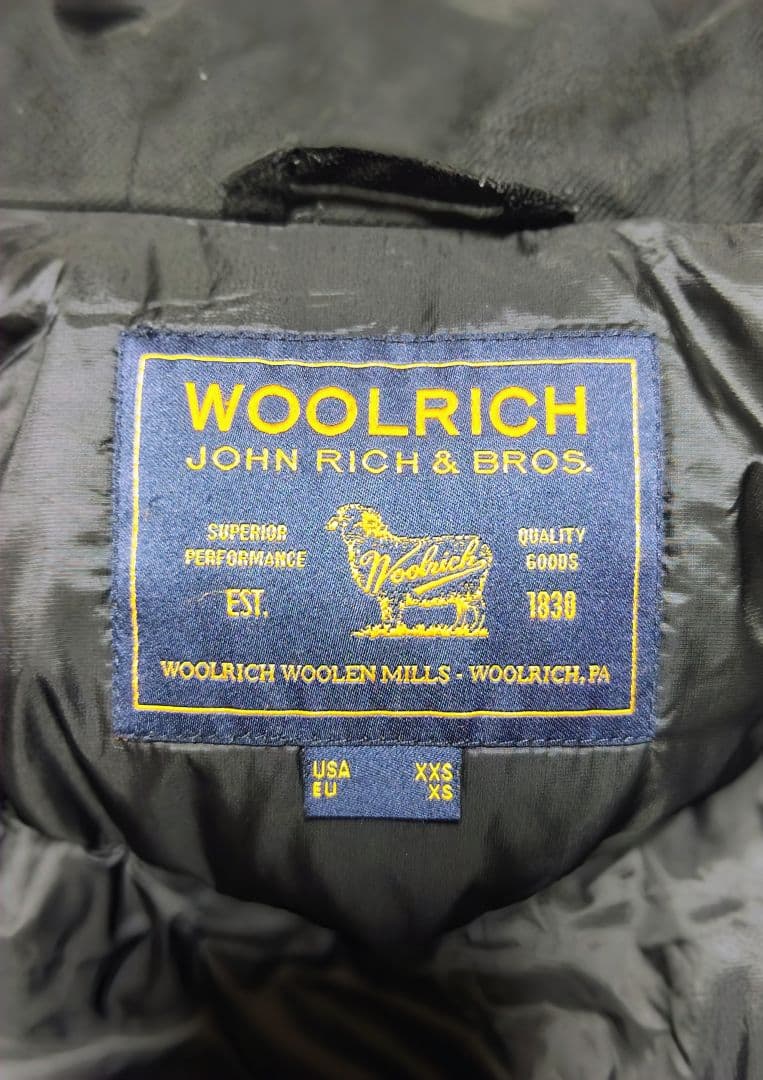 WOOLRICH
JOHN RICH & BROS.
SUPERIOR
PERFORMANCE
EST.
Woolrich
QUALITY
GOODS
1830
WOOLRICH WOOLEN MILLS - WOOLRICH, PA
USA XXS
EU XS